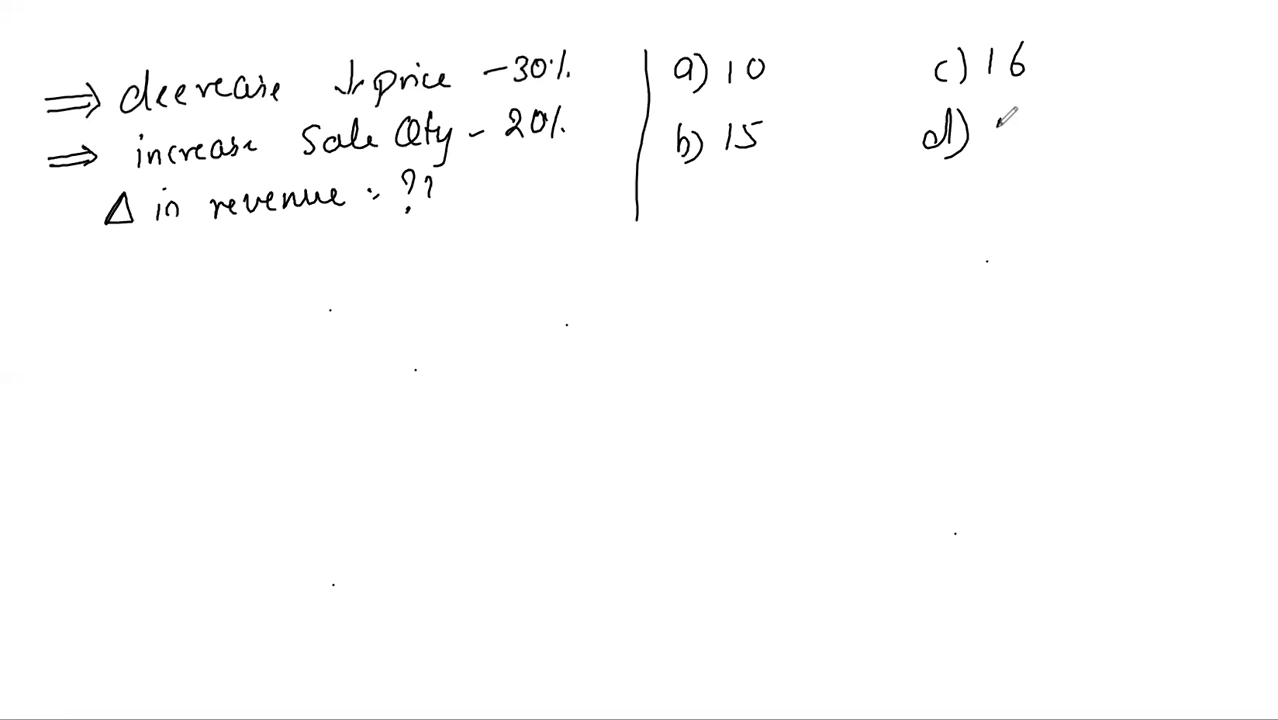 ⇒ decrease ↓ price - 30%
⇒ increase Sale Qty - 20%
Δ in revenue = ??
a) 10
b) 15
c) 16
d)